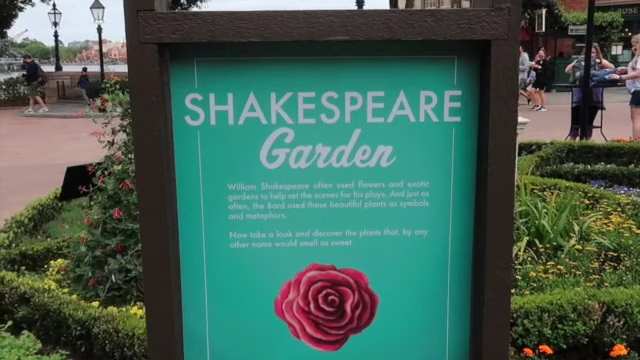 SHAKESPEARE
Garden
William Shakespeare often used flowers and exotic
gardens to help set the scenes for his plays. And just as
often, the Bard used these beautiful plants as symbols
and metaphors.
Now take a look and discover the plants that, by any
other name would smell as sweet.